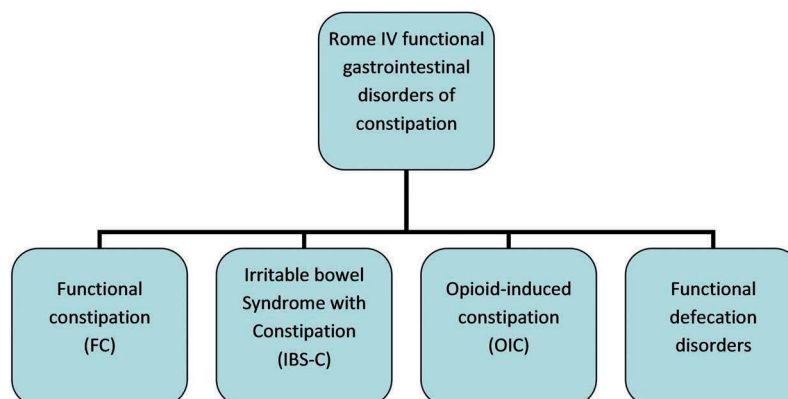 Rome IV functional
gastrointestinal
disorders of
constipation
Functional
constipation
(FC)
Irritable bowel
Syndrome with
Constipation
(IBS-C)
Opioid-induced
constipation
(OIC)
Functional
defecation
disorders